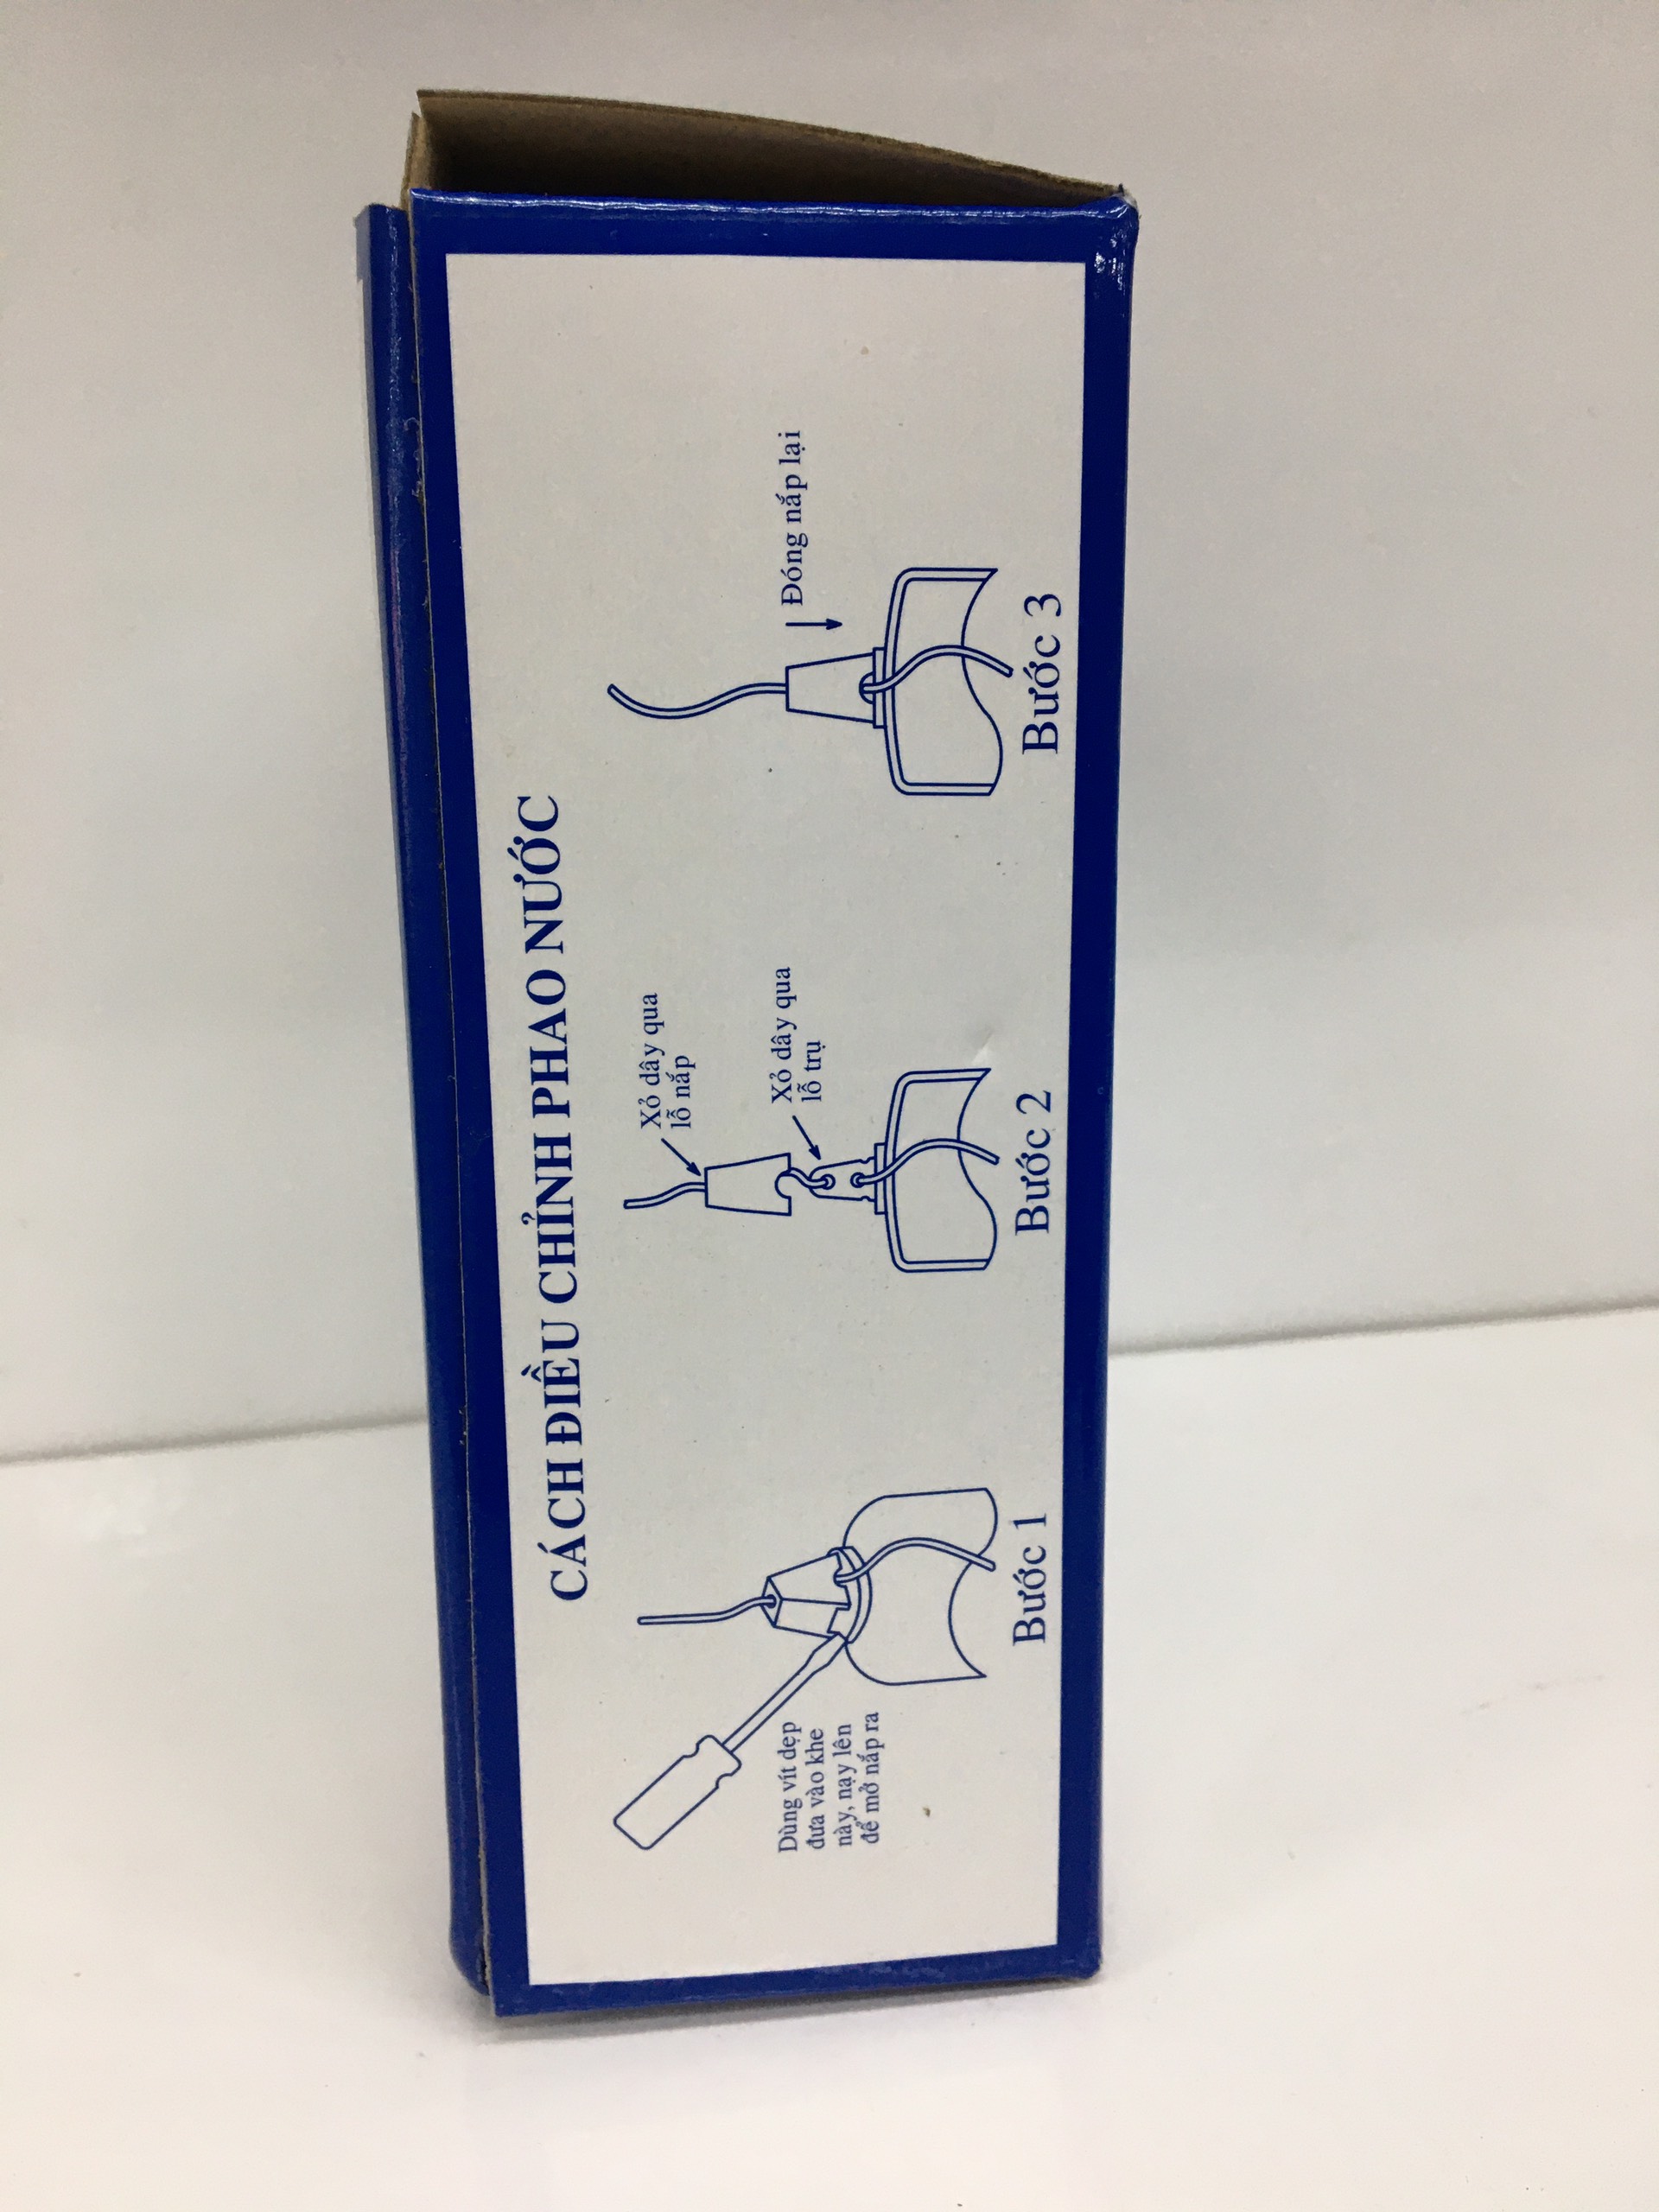 CÁCH ĐIỀU CHỈNH PHAO NƯỚC
Dùng vít dẹp
đưa vào khe
này, nạy lên
để mở nắp ra
Bước 1
Xỏ dây qua
lỗ nắp
Xỏ dây qua
lỗ trụ
Bước 2
Đóng nắp lại
Bước 3